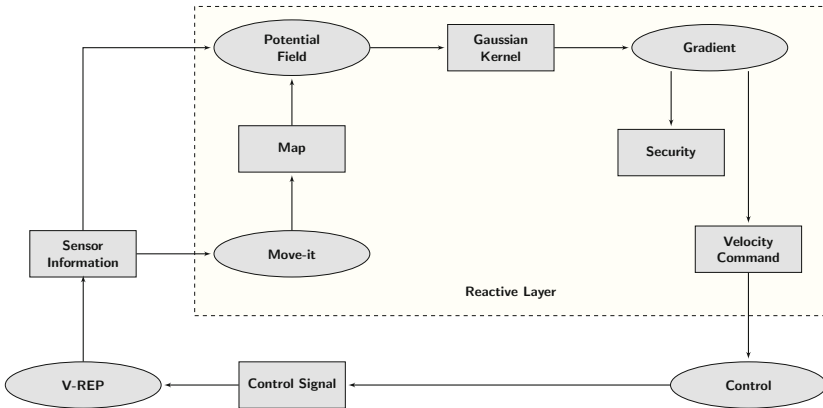 Potential
Field
Gaussian
Kernel
Gradient
Map
Security
Sensor
Information
Move-it
Velocity
Command
Reactive Layer
V-REP
Control Signal
Control